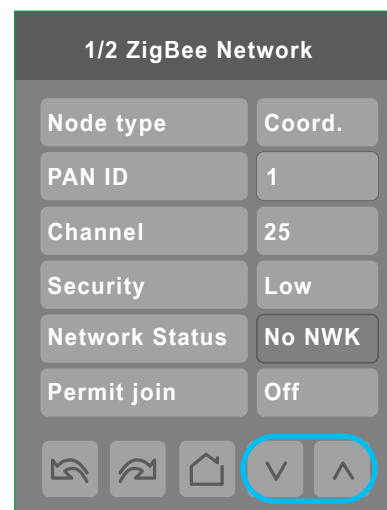 1/2 ZigBee Network
Node type Coord.
PAN ID 1
Channel 25
Security Low
Network Status No NWK
Permit join Off